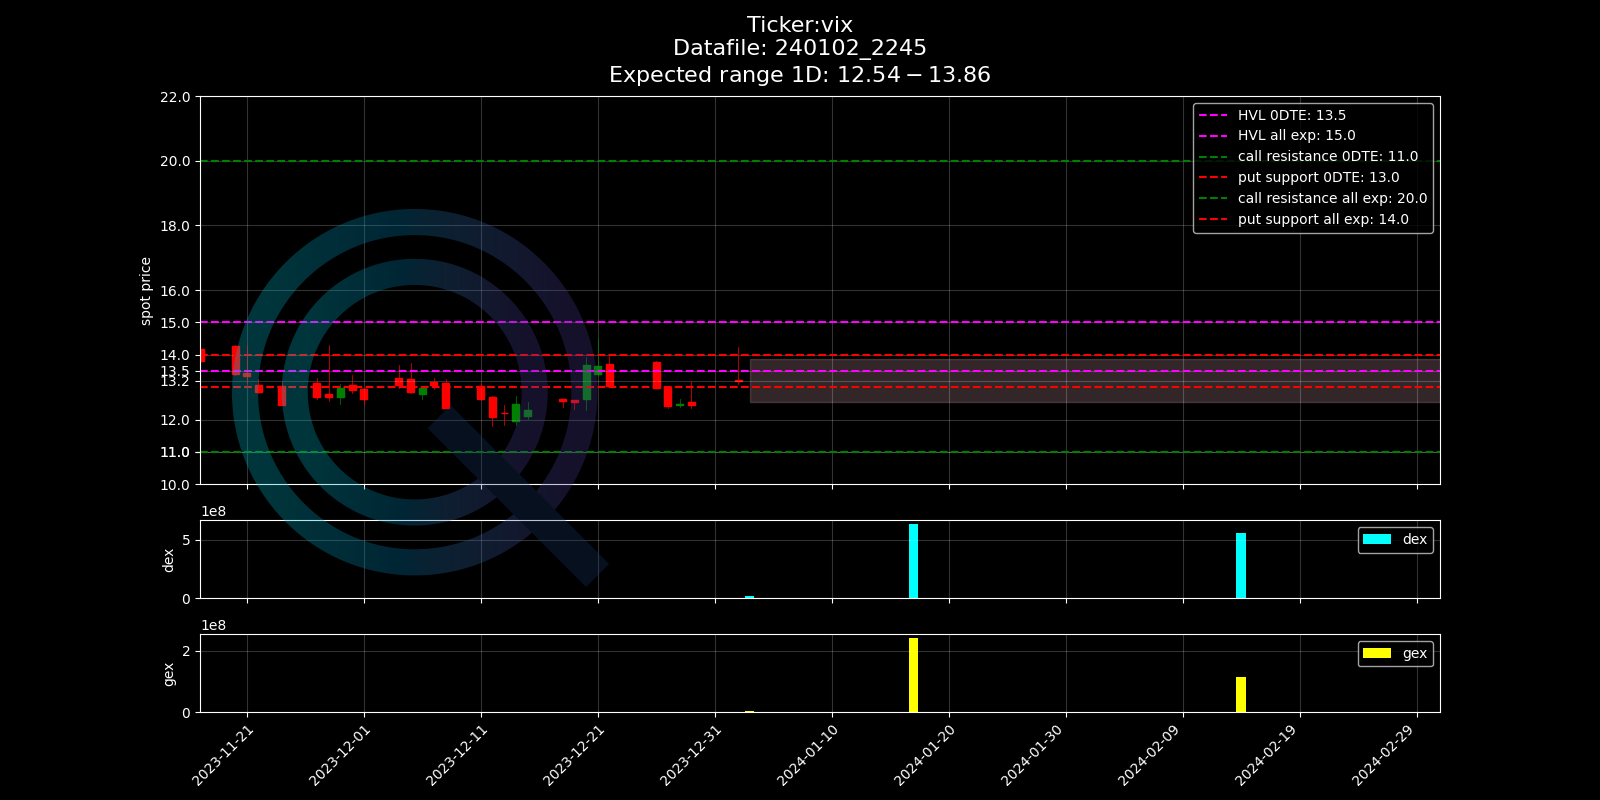 Ticker:vix
Datafile: 240102_2245
Expected range 1D: 12.54 − 13.86
22.0
20.0
18.0
16.0
15.0
14.0
13.5
13.2
12.0
11.0
10.0
spot price
HVL 0DTE: 13.5
HVL all exp: 15.0
call resistance 0DTE: 11.0
put support 0DTE: 13.0
call resistance all exp: 20.0
put support all exp: 14.0
1e8
5
0
dex
dex
1e8
2
0
gex
gex
2023-11-21
2023-12-01
2023-12-11
2023-12-21
2023-12-31
2024-01-10
2024-01-20
2024-01-30
2024-02-09
2024-02-19
2024-02-29